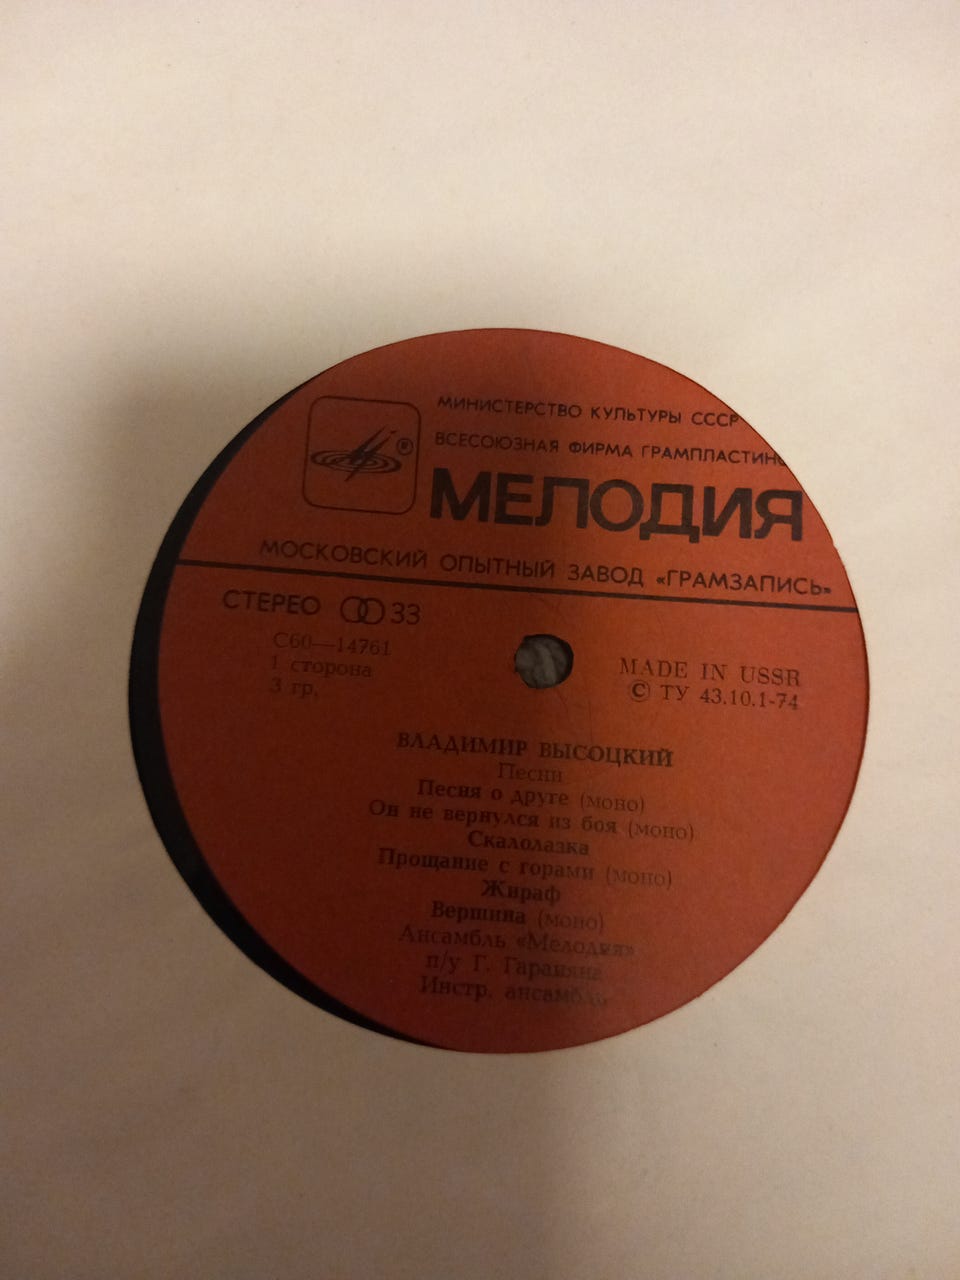 МИНИСТЕРСТВО КУЛЬТУРЫ СССР
ВСЕСОЮЗНАЯ ФИРМА ГРАМПЛАСТИНО
®
МЕЛОДИЯ
МОСКОВСКИЙ ОПЫТНЫЙ ЗАВОД «ГРАМЗАПИСЬ»
СТЕРЕО 33
С60—14761
1 сторона
3 гр.
MADE IN USSR
© ТУ 43.10.1-74
ВЛАДИМИР ВЫСОЦКИЙ
Песни
Песня о друге (моно)
Он не вернулся из боя (моно)
Скалолазка
Прощание с горами (моно)
Жираф
Вершина (моно)
Ансамбль «Мелодия»
п/у Г. Гараняна
Инстр. ансамбль